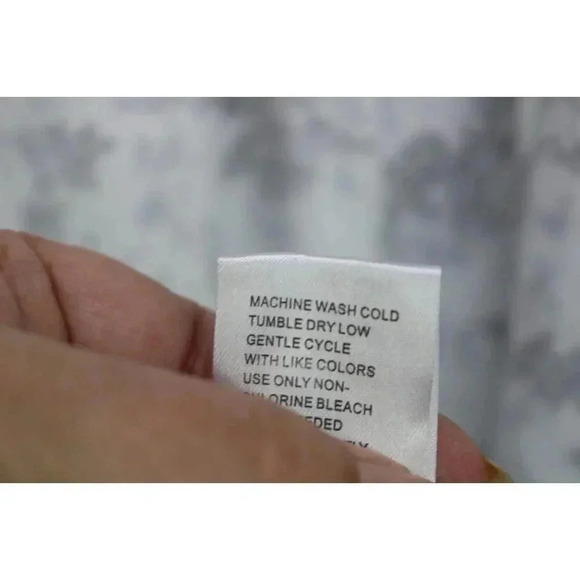 MACHINE WASH COLD
TUMBLE DRY LOW
GENTLE CYCLE
WITH LIKE COLORS
USE ONLY NON-
BLEACH